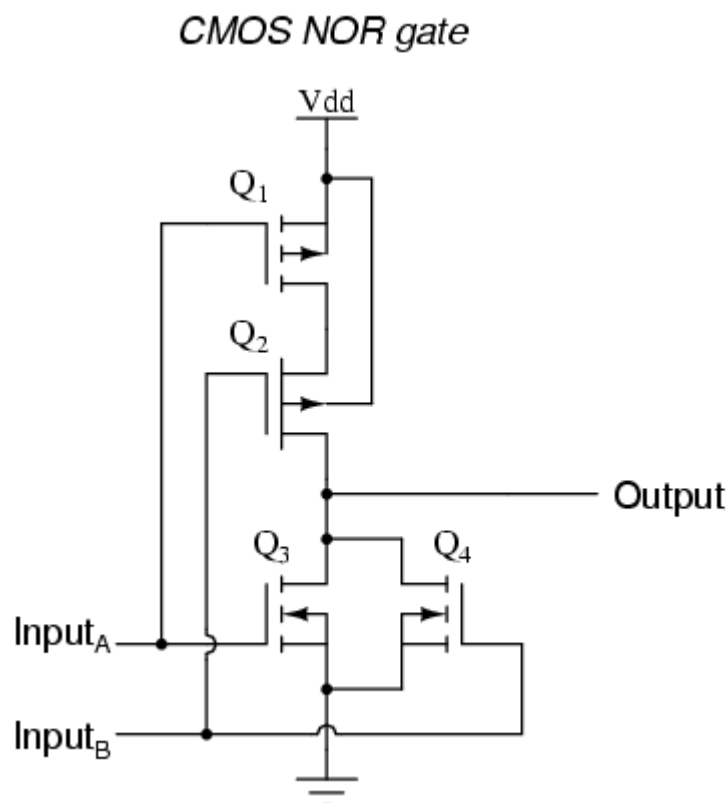 CMOS NOR gate
Vdd
Q1
Q2
Output
Q3
Q4
InputA
InputB